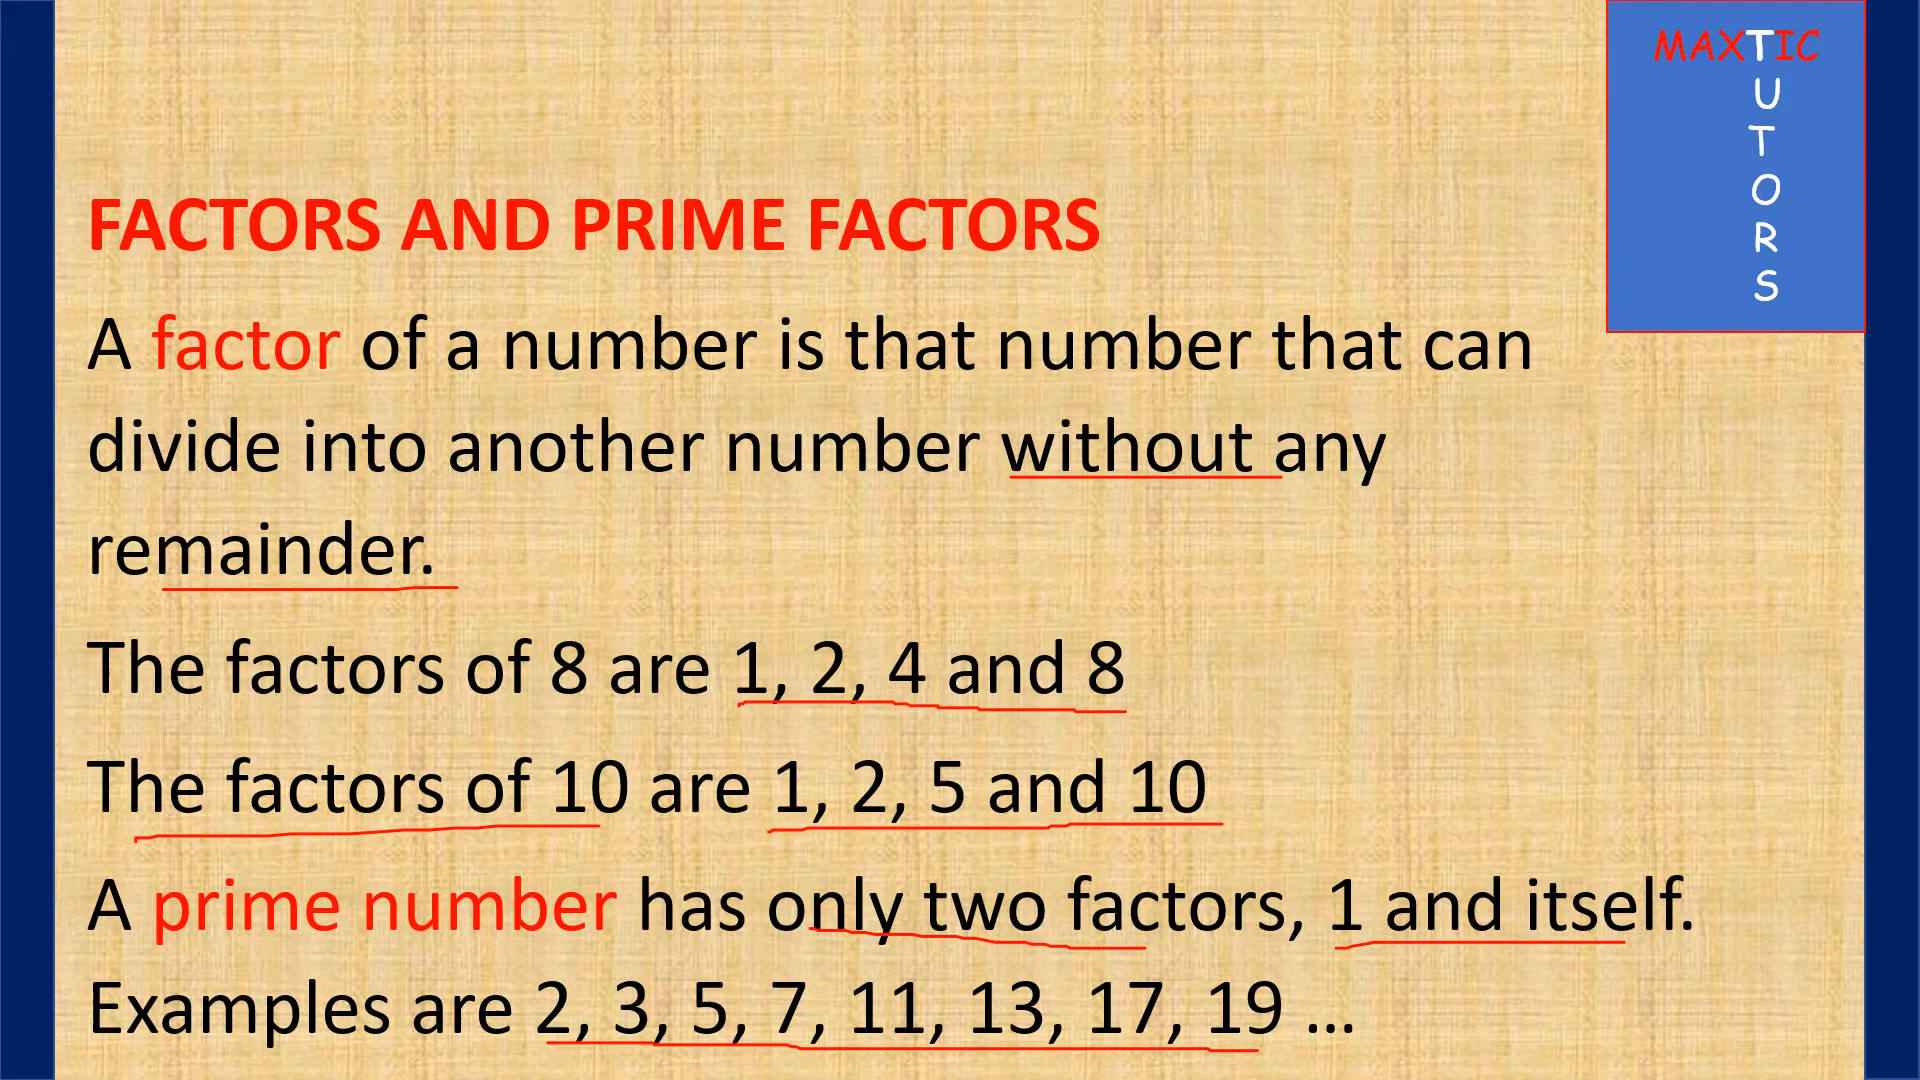 MAXTIC
U
T
O
R
S
FACTORS AND PRIME FACTORS
A factor of a number is that number that can
divide into another number without any
remainder.
The factors of 8 are 1, 2, 4 and 8
The factors of 10 are 1, 2, 5 and 10
A prime number has only two factors, 1 and itself.
Examples are 2, 3, 5, 7, 11, 13, 17, 19 ...